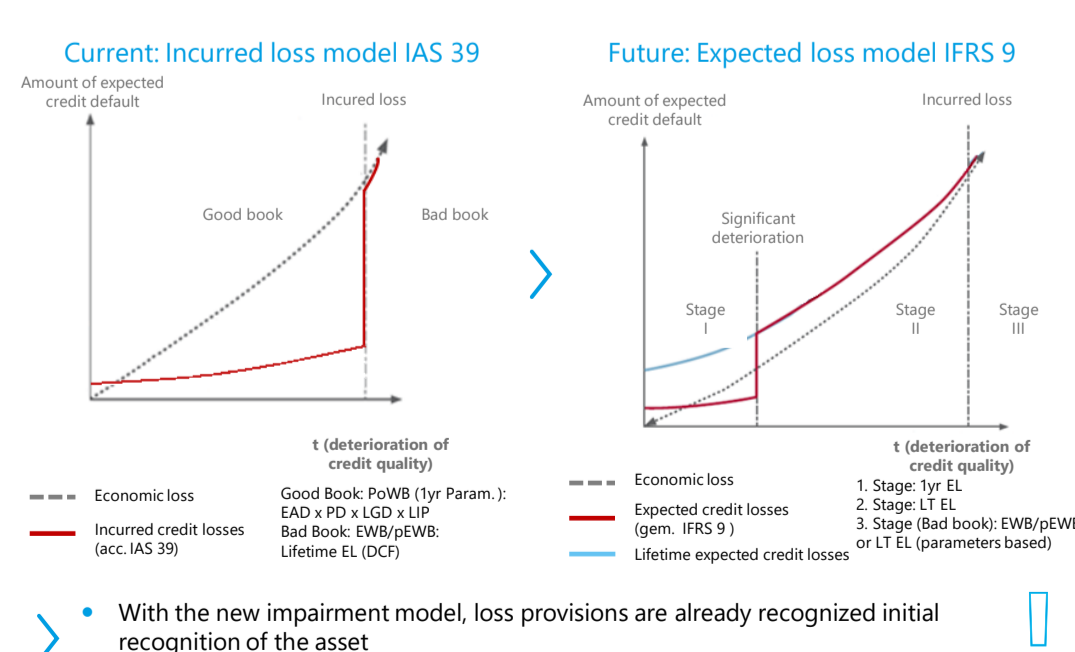 Current: Incurred loss model IAS 39
Amount of expected
credit default
Incured loss
Good book
Bad book
t (deterioration of
credit quality)
Economic loss
Incurred credit losses
(acc. IAS 39)
Good Book: PoWB (1yr Param. ):
EAD x PD x LGD x LIP
Bad Book: EWB/pEWB:
Lifetime EL (DCF)
Future: Expected loss model IFRS 9
Amount of expected
credit default
Incurred loss
Significant
deterioration
Stage
I
Stage
II
Stage
III
t (deterioration of
credit quality)
Economic loss
Expected credit losses
(gem. IFRS 9 )
Lifetime expected credit losses
1. Stage: 1yr EL
2. Stage: LT EL
3. Stage (Bad book): EWB/pEWB
or LT EL (parameters based)
• With the new impairment model, loss provisions are already recognized initial
recognition of the asset